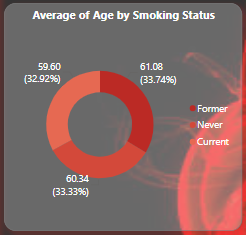 Average of Age by Smoking Status
59.60
(32.92%)
61.08
(33.74%)
Former
Never
Current
60.34
(33.33%)